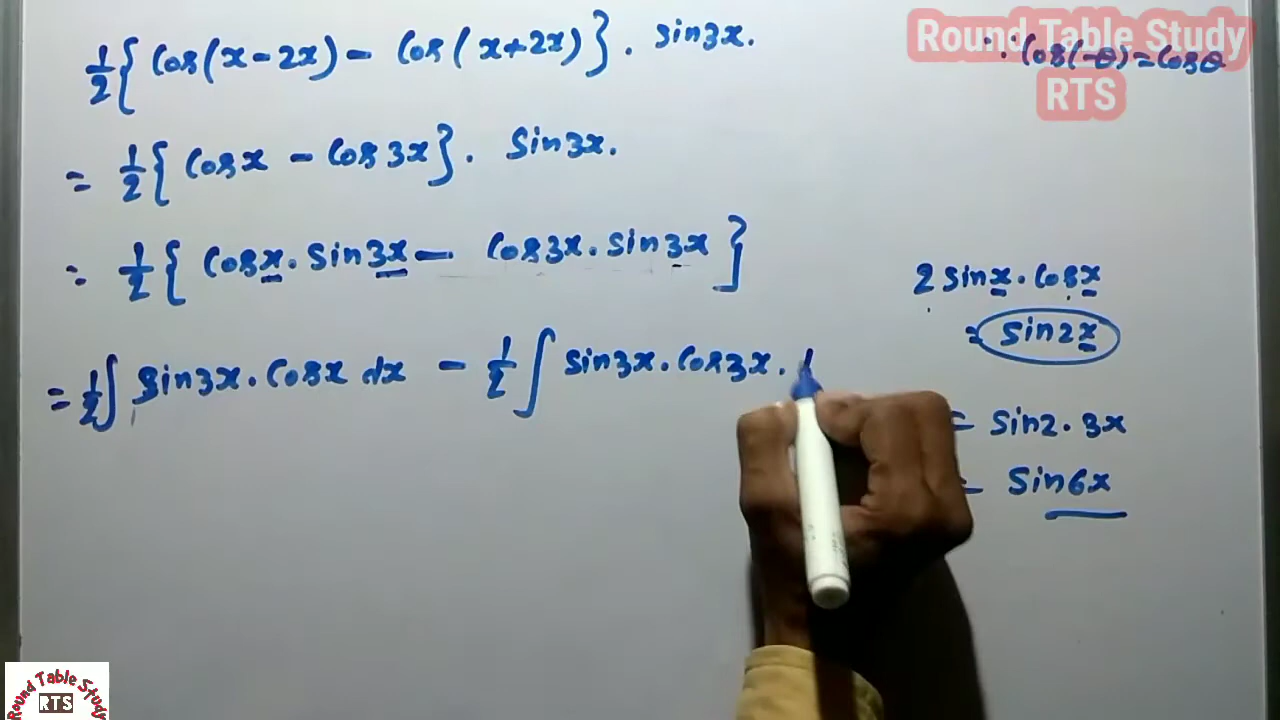 ½{ Cos(x-2x) - Cos(x+2x)} . sin3x.
Round Table Study
RTS
∵ Cos(-θ) = Cosθ
= ½{ Cosx - Cos3x} . Sin3x.
= ½{ Cosx . Sin3x - Cos3x . sin3x }
2 sinx . Cosx
= Sin2x
= ½∫ Sin3x . Cosx dx - ½∫ Sin3x . Cos3x .
= Sin2 . 3x
= Sin6x
Round Table Study
RTS